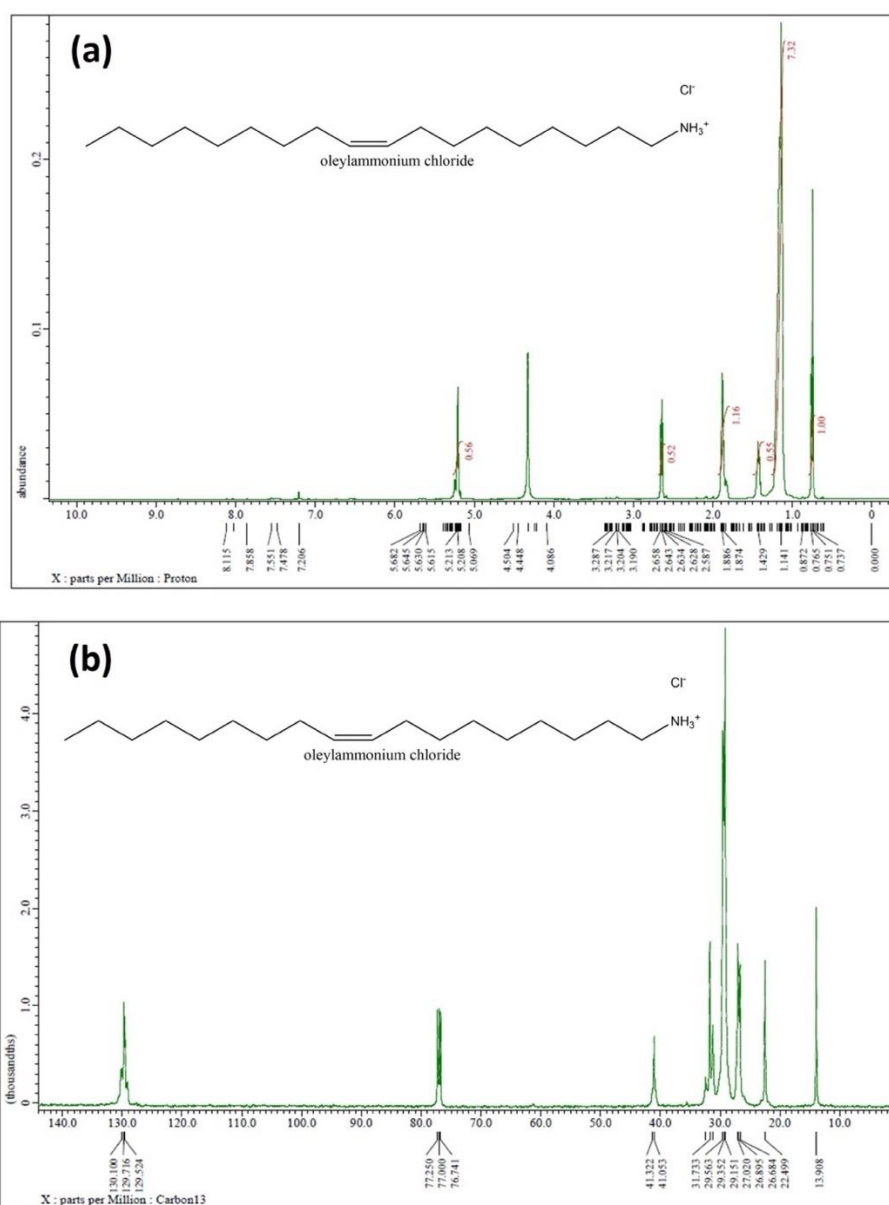 (a)
Cl-
NH3+
oleylammonium chloride
7.32
0.56
0.52
1.16
0.55
1.00
0.2
0.1
abundance
10.0 9.0 8.0 7.0 6.0 5.0 4.0 3.0 2.0 1.0 0
8.115 7.858 7.551 7.478 7.206 5.682 5.645 5.630 5.615 5.213 5.208 5.069 4.504 4.448 4.086 3.287 3.217 3.204 3.190 2.658 2.643 2.634 2.628 2.587 1.886 1.874 1.429 1.141 0.872 0.765 0.751 0.737 0.000
X : parts per Million : Proton
(b)
Cl-
NH3+
oleylammonium chloride
4.0
3.0
2.0
1.0
0
(thousandths)
140.0 130.0 120.0 110.0 100.0 90.0 80.0 70.0 60.0 50.0 40.0 30.0 20.0 10.0
130.100 129.716 129.524 77.250 77.000 76.741 41.322 41.053 31.733 29.563 29.352 29.151 27.020 26.895 26.684 22.499 13.908
X : parts per Million : Carbon13